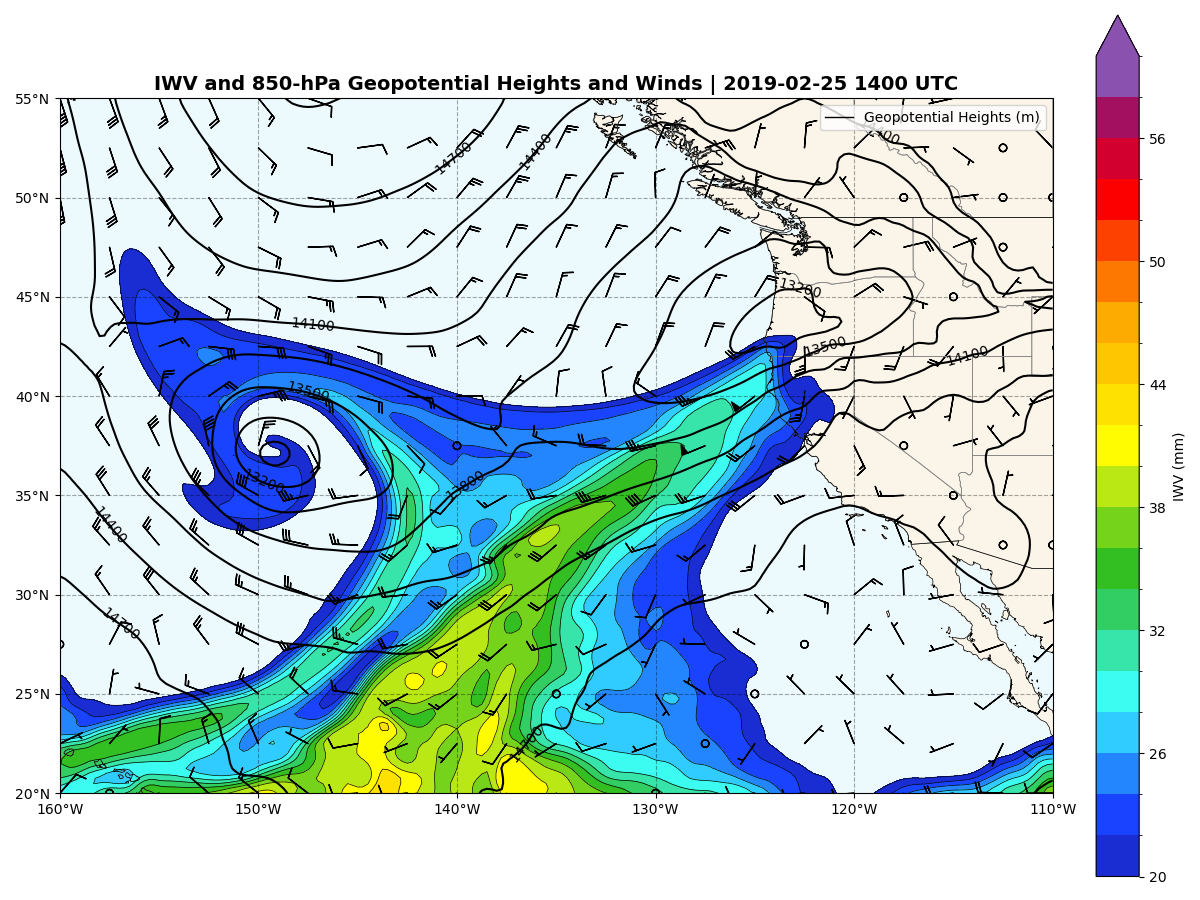 IWV and 850-hPa Geopotential Heights and Winds | 2019-02-25 1400 UTC
Geopotential Heights (m)
55°N
50°N
45°N
40°N
35°N
30°N
25°N
20°N
160°W
150°W
140°W
130°W
120°W
110°W
14700
14400
14100
13500
13200
13800
14400
14700
14700
13200
13500
14100
56
50
44
38
32
26
20
IWV (mm)